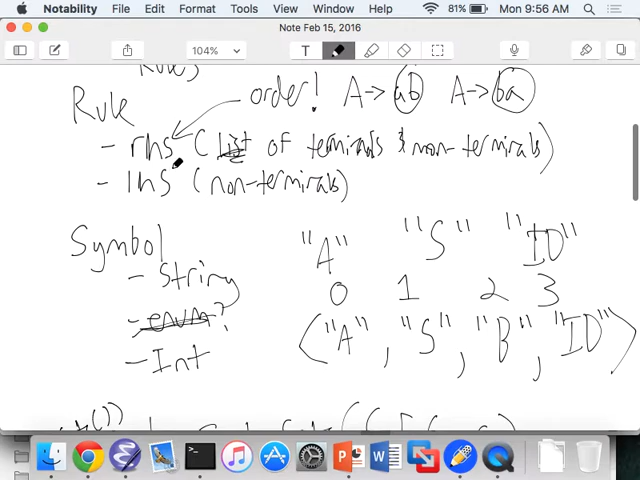 Notability File Edit Format View Window Help 81% Mon 9:56 AM
Note Feb 15, 2016
104%
Rules
Rule order! A→ab A→ba
- rhs (List of terminals & non-terminals)
- lhs (non-terminals)
Symbol "A" "S" "ID"
- String
0 1 2 3
- enum?
<"A", "S", "B", "ID">
- Int